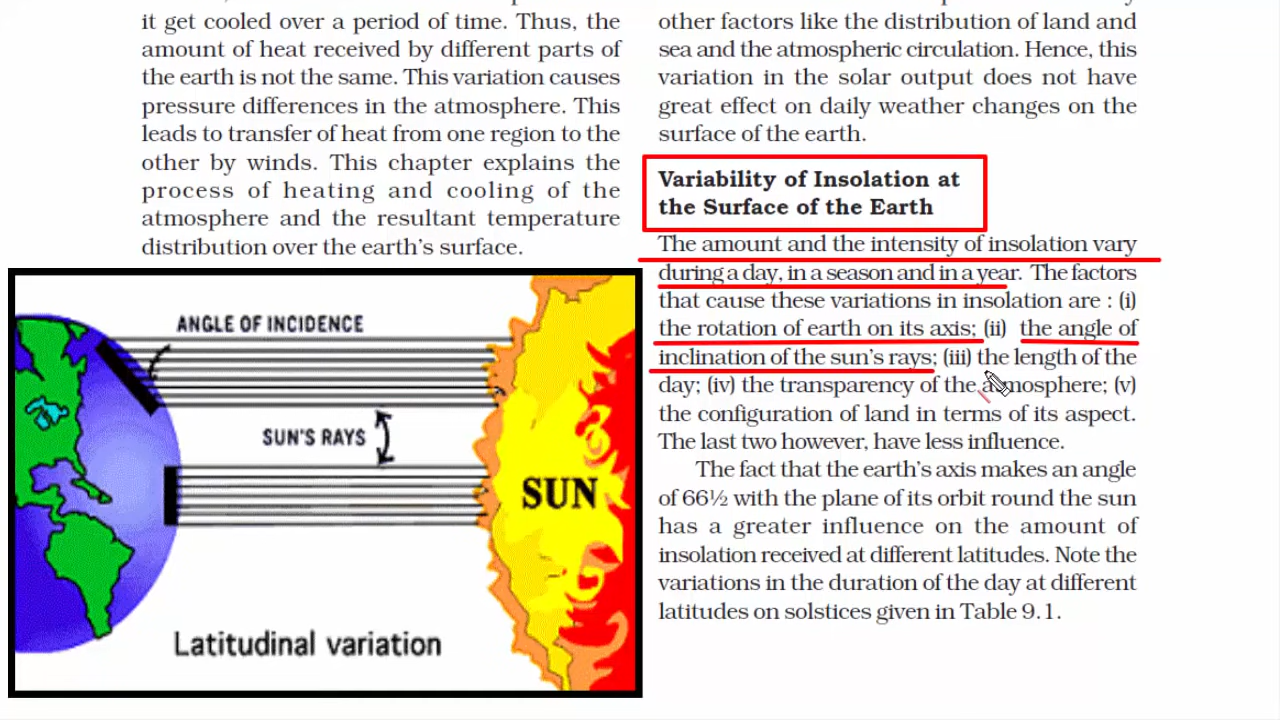 it get cooled over a period of time. Thus, the
amount of heat received by different parts of
the earth is not the same. This variation causes
pressure differences in the atmosphere. This
leads to transfer of heat from one region to the
other by winds. This chapter explains the
process of heating and cooling of the
atmosphere and the resultant temperature
distribution over the earth's surface.
ANGLE OF INCIDENCE
SUN'S RAYS
SUN
Latitudinal variation
other factors like the distribution of land and
sea and the atmospheric circulation. Hence, this
variation in the solar output does not have
great effect on daily weather changes on the
surface of the earth.
Variability of Insolation at
the Surface of the Earth
The amount and the intensity of insolation vary
during a day, in a season and in a year. The factors
that cause these variations in insolation are : (i)
the rotation of earth on its axis; (ii) the angle of
inclination of the sun's rays; (iii) the length of the
day; (iv) the transparency of the atmosphere; (v)
the configuration of land in terms of its aspect.
The last two however, have less influence.
The fact that the earth's axis makes an angle
of 66½ with the plane of its orbit round the sun
has a greater influence on the amount of
insolation received at different latitudes. Note the
variations in the duration of the day at different
latitudes on solstices given in Table 9.1.